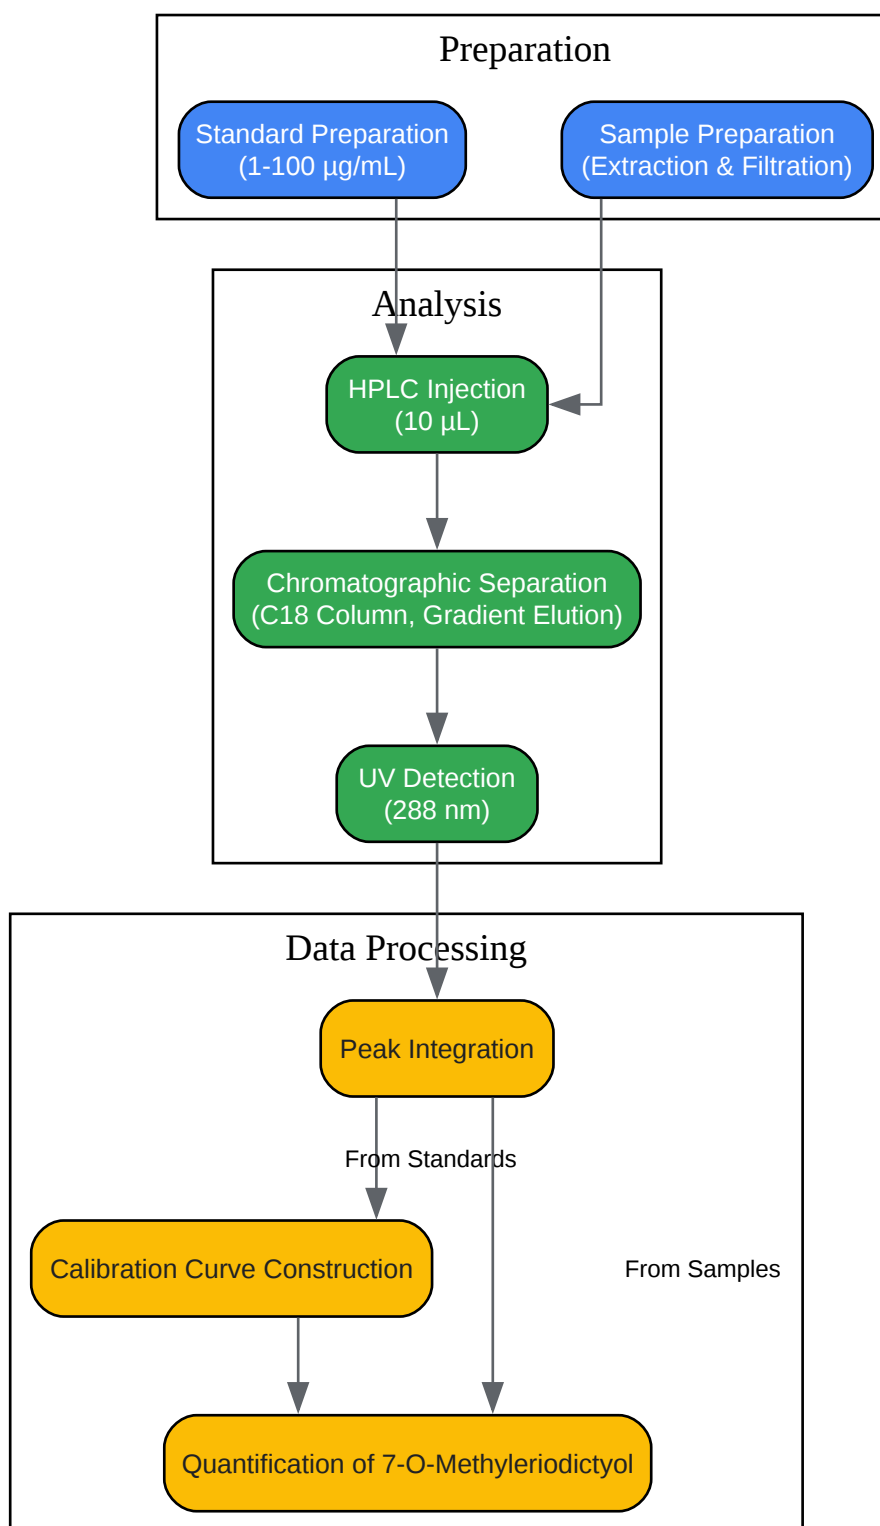 Preparation
Standard Preparation
(1-100 µg/mL)
Sample Preparation
(Extraction & Filtration)
Analysis
HPLC Injection
(10 µL)
Chromatographic Separation
(C18 Column, Gradient Elution)
UV Detection
(288 nm)
Data Processing
Peak Integration
From Standards
Calibration Curve Construction
From Samples
Quantification of 7-O-Methyleriodictyol